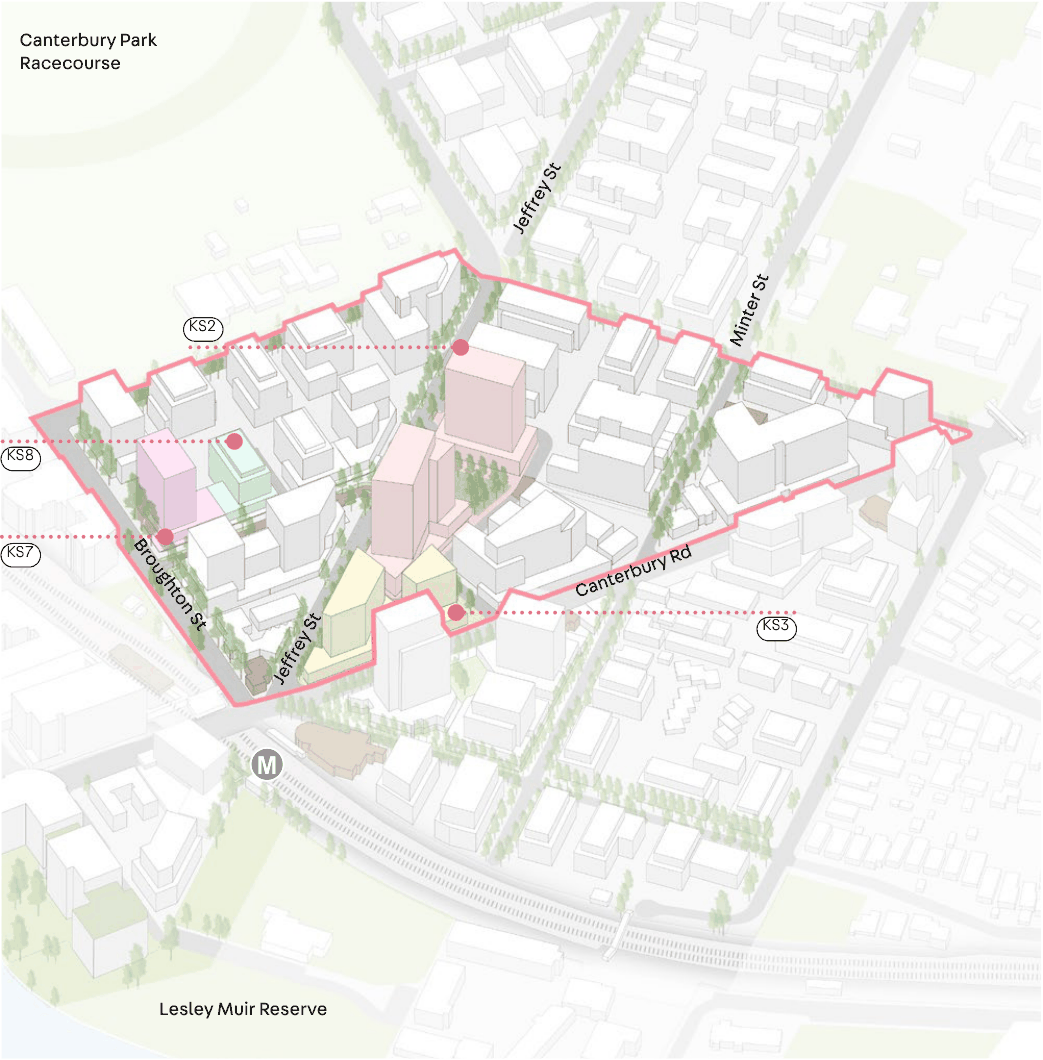 Canterbury Park
Racecourse
Jeffrey St
Minter St
KS2
KS8
KS7
Broughton St
Canterbury Rd
Jeffrey St
KS3
M
Lesley Muir Reserve